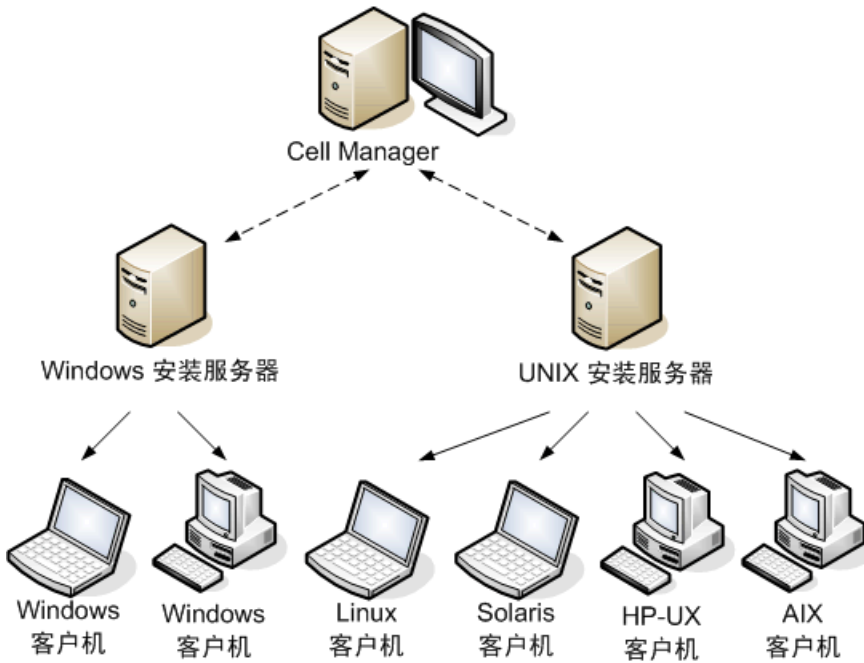 Cell Manager
Windows 安装服务器
UNIX 安装服务器
Windows
客户机
Windows
客户机
Linux
客户机
Solaris
客户机
HP-UX
客户机
AIX
客户机